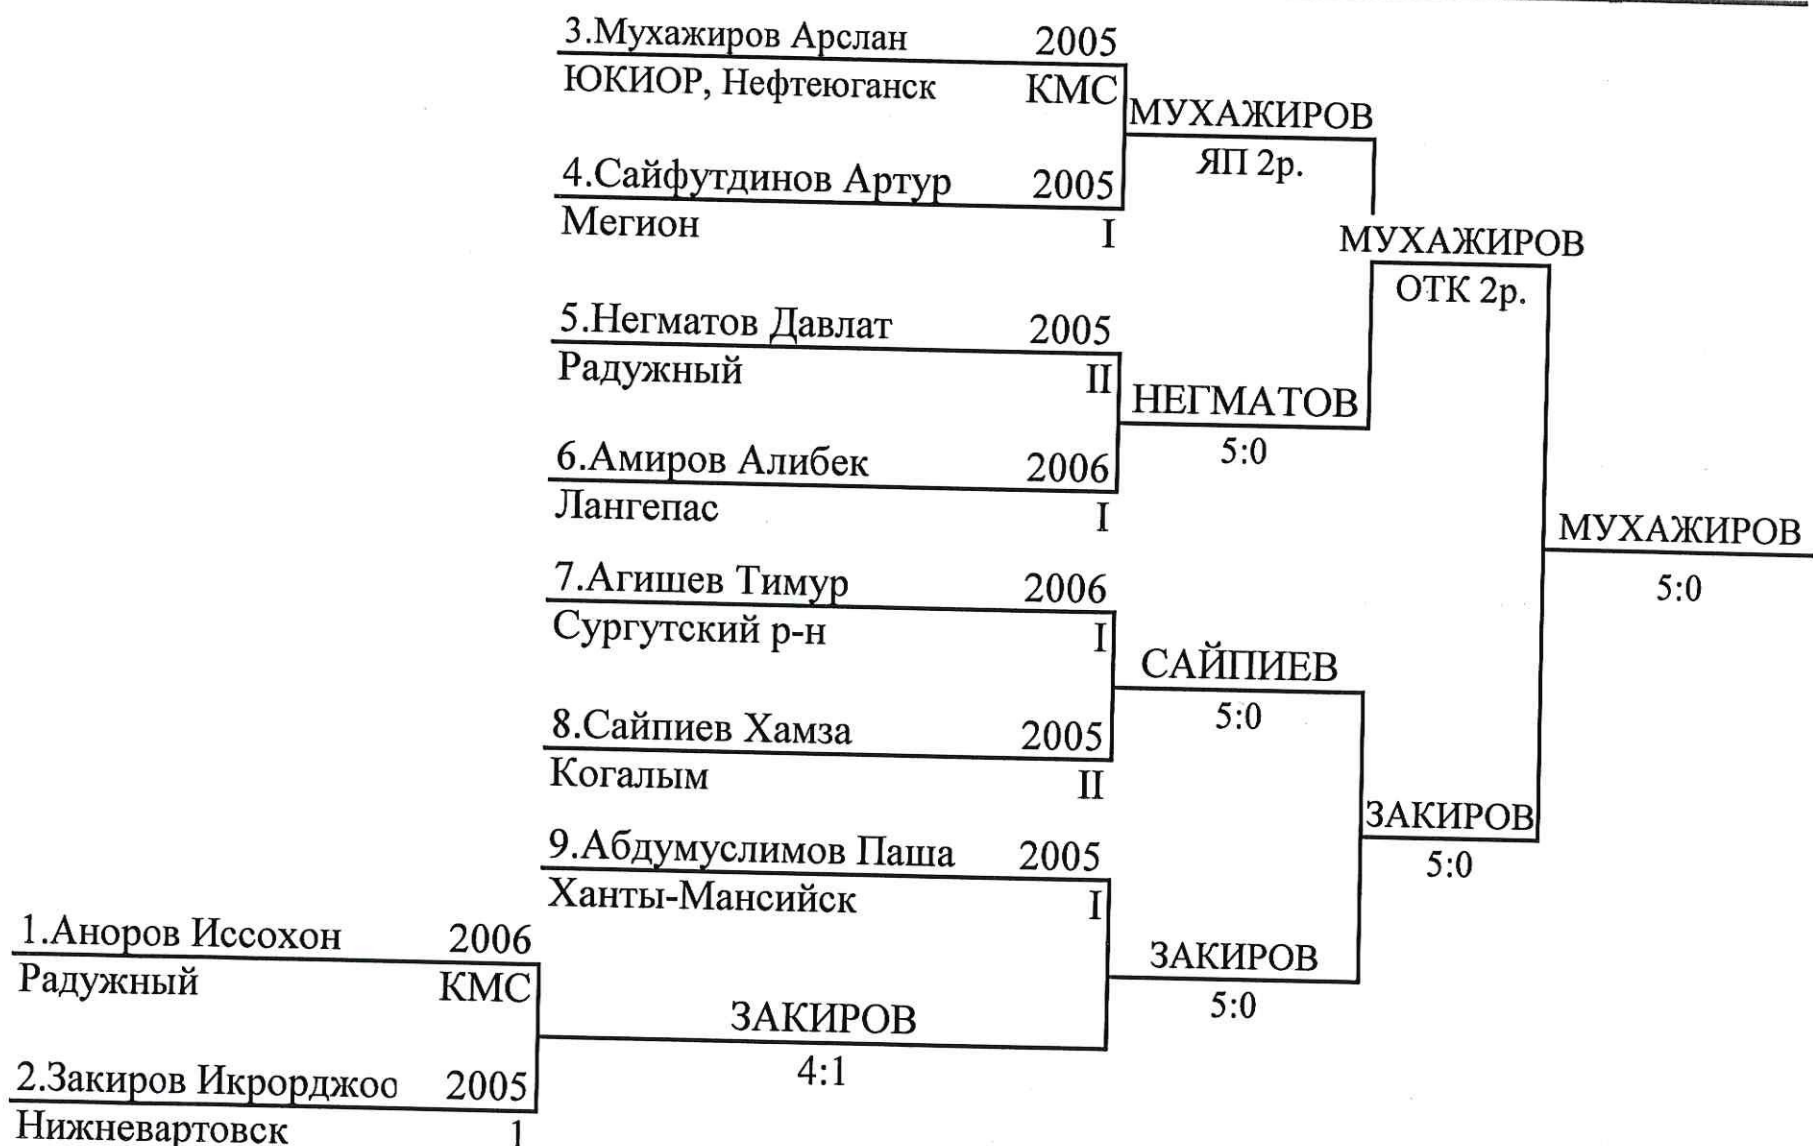 3.Мухажиров Арслан 2005
ЮКИОР, Нефтеюганск КМС
МУХАЖИРОВ
ЯП 2р.
4.Сайфутдинов Артур 2005
Мегион I
МУХАЖИРОВ
ОТК 2р.
5.Негматов Давлат 2005
Радужный II
НЕГМАТОВ
5:0
6.Амиров Алибек 2006
Лангепас I
МУХАЖИРОВ
5:0
7.Агишев Тимур 2006
Сургутский р-н I
САЙПИЕВ
5:0
8.Сайпиев Хамза 2005
Когалым II
ЗАКИРОВ
5:0
9.Абдумуслимов Паша 2005
Ханты-Мансийск I
1.Аноров Иссохон 2006
Радужный КМС
ЗАКИРОВ
5:0
ЗАКИРОВ
4:1
2.Закиров Икрорджоо 2005
Нижневартовск 1